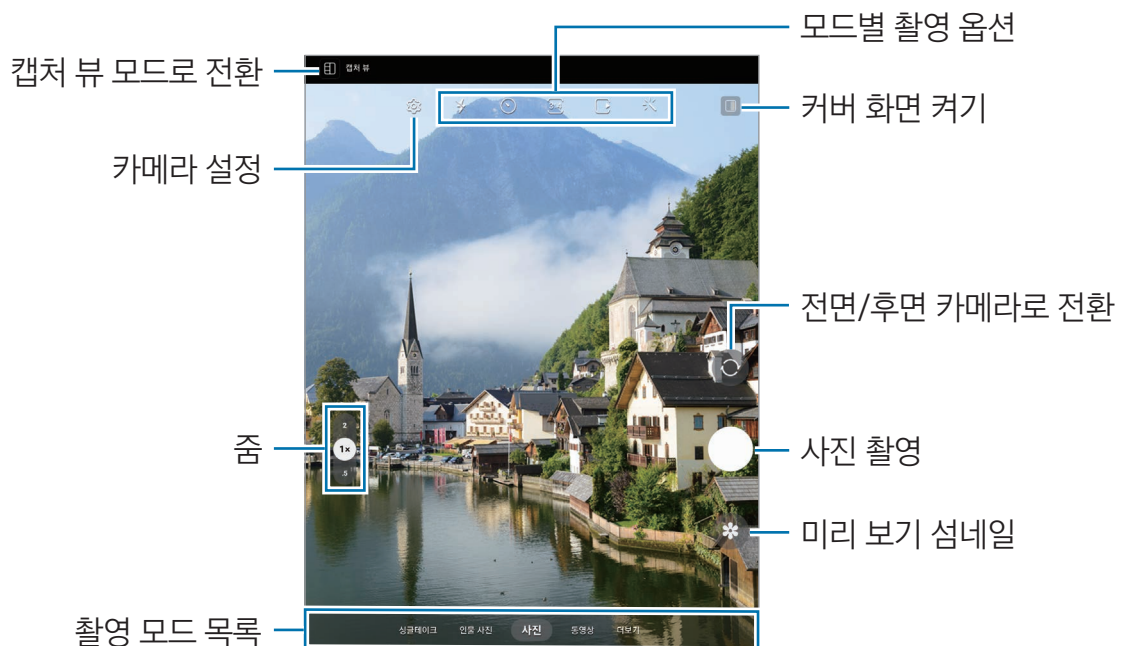 모드별 촬영 옵션
캡처 뷰 모드로 전환
캡처 뷰
커버 화면 켜기
카메라 설정
전면/후면 카메라로 전환
2
1×
.5
줌
사진 촬영
미리 보기 섬네일
촬영 모드 목록
싱글테이크 인물 사진 사진 동영상 더보기